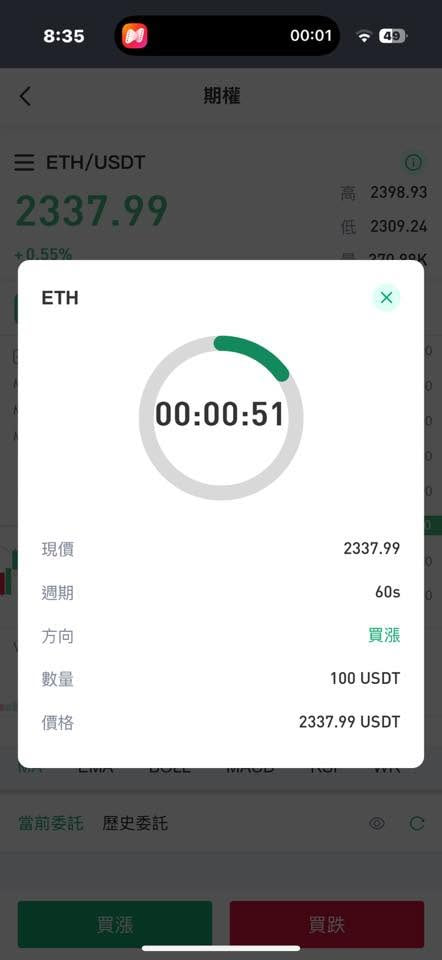 8:35
00:01
49
期權
ETH/USDT
2337.99
高 2398.93
低 2309.24
+0.55%
量 270.98K
ETH
00:00:51
現價 2337.99
週期 60s
方向 買漲
數量 100 USDT
價格 2337.99 USDT
MA EMA BOLL MACD RSI WR
當前委託 歷史委託
買漲 買跌